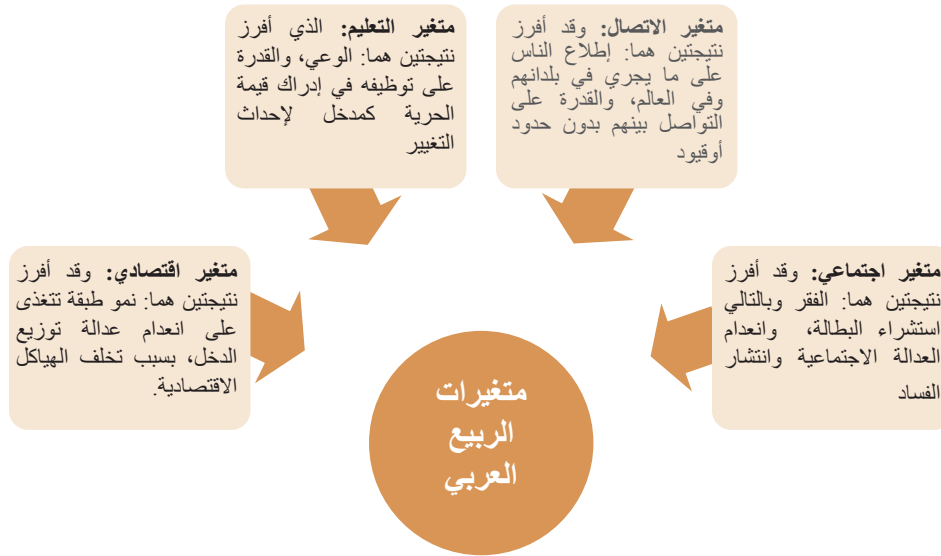 متغير الاتصال: وقد أفرز
نتيجتين هما: إطلاع الناس
على ما يجري في بلدانهم
وفي العالم، والقدرة على
التواصل بينهم بدون حدود
أوقيود
متغير التعليم: الذي أفرز
نتيجتين هما: الوعي، والقدرة
على توظيفه في إدراك قيمة
الحرية كمدخل لإحداث
التغيير
متغير اجتماعي: وقد أفرز
نتيجتين هما: الفقر وبالتالي
استشراء البطالة، وانعدام
العدالة الاجتماعية وانتشار
الفساد
متغير اقتصادي: وقد أفرز
نتيجتين هما: نمو طبقة تتغذى
على انعدام عدالة توزيع
الدخل، بسبب تخلف الهياكل
الاقتصادية.
متغيرات
الربيع
العربي